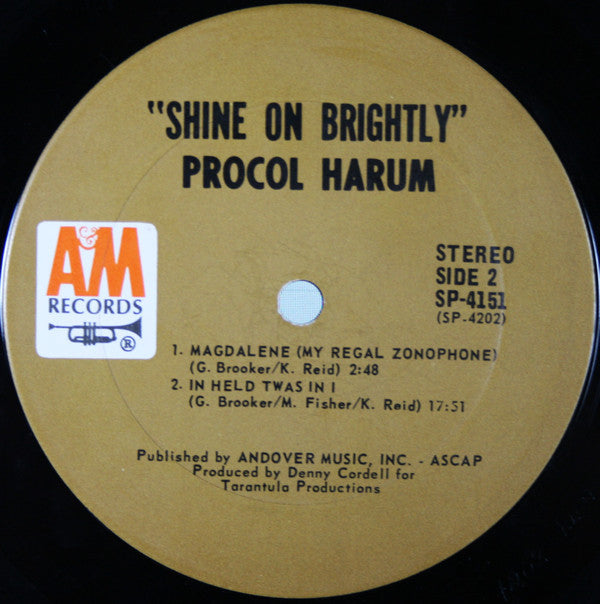 "SHINE ON BRIGHTLY"
PROCOL HARUM
A&M
RECORDS
®
STEREO
SIDE 2
SP-4151
(SP-4202)
1. MAGDALENE (MY REGAL ZONOPHONE)
(G. Brooker/K. Reid) 2:48
2. IN HELD TWAS IN I
(G. Brooker/M. Fisher/K. Reid) 17:51
Published by ANDOVER MUSIC, INC. - ASCAP
Produced by Denny Cordell for
Tarantula Productions